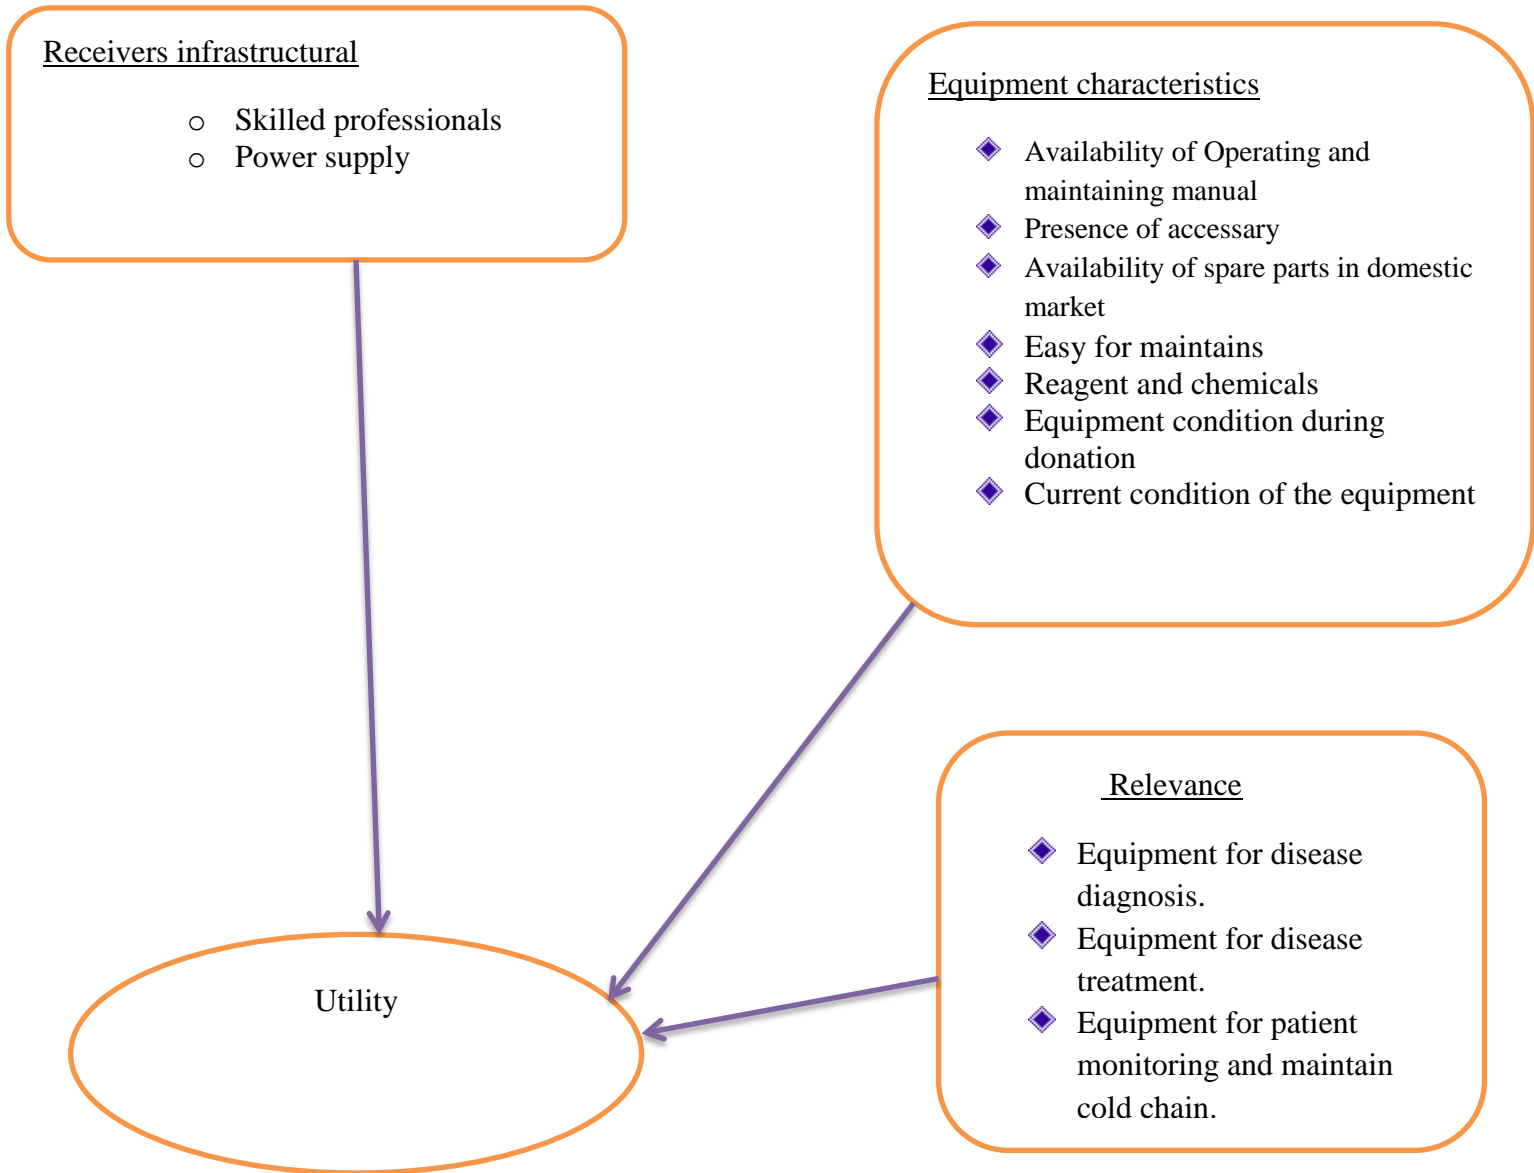 Receivers infrastructural
o Skilled professionals
o Power supply
Equipment characteristics
Availability of Operating and
maintaining manual
Presence of accessary
Availability of spare parts in domestic
market
Easy for maintains
Reagent and chemicals
Equipment condition during
donation
Current condition of the equipment
Relevance
Equipment for disease
diagnosis.
Equipment for disease
treatment.
Equipment for patient
monitoring and maintain
cold chain.
Utility